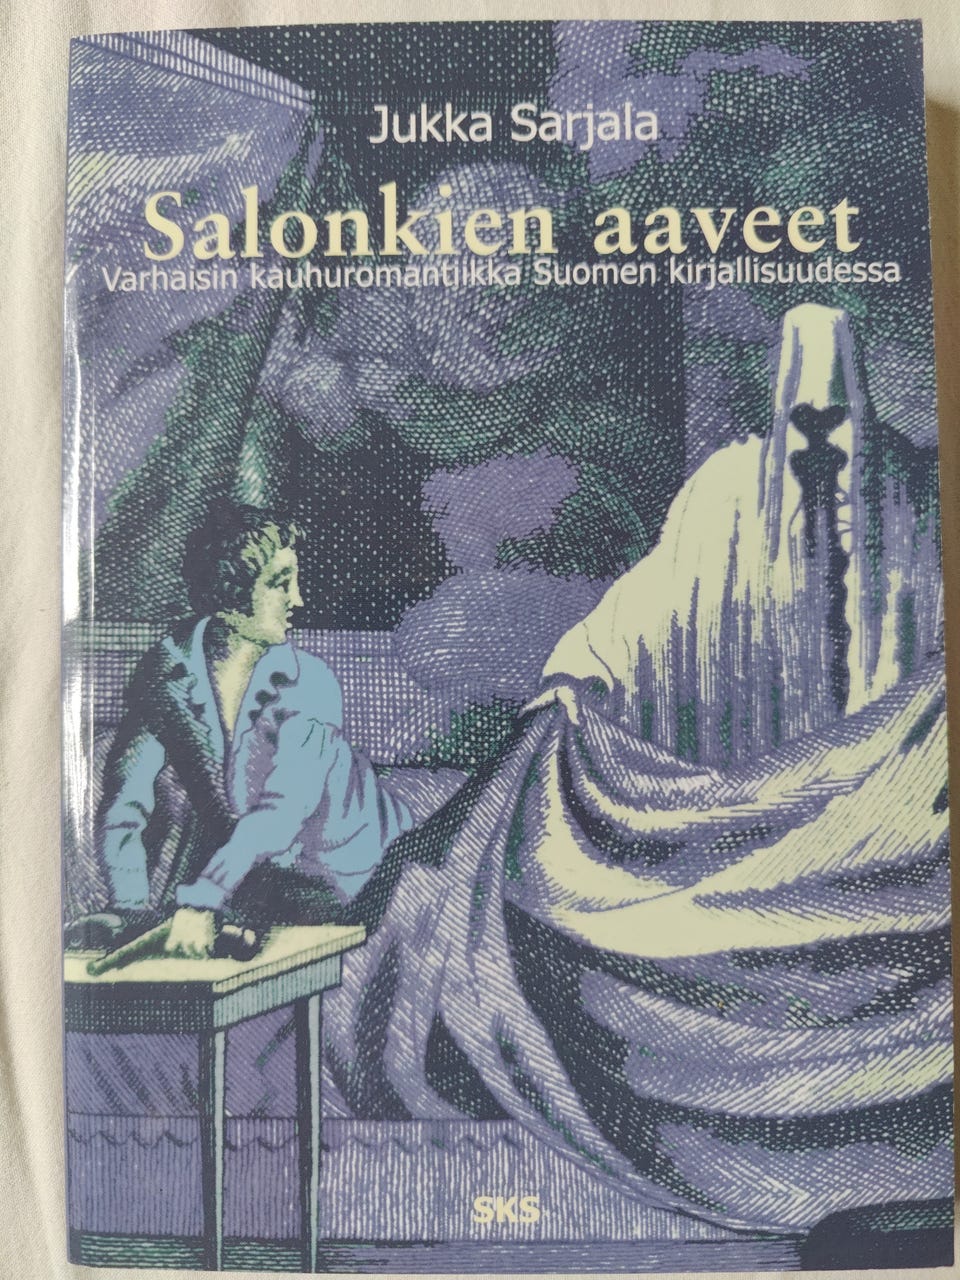 Jukka Sarjala
Salonkien aaveet
Varhaisin kauhuromantiikka Suomen kirjallisuudessa
SKS